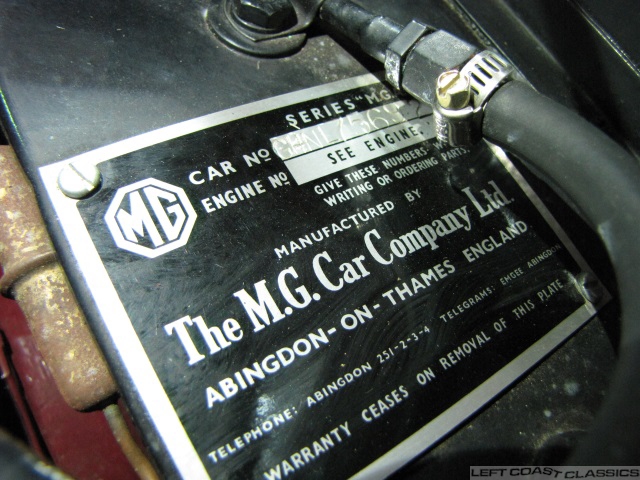 SERIES "M.G.
MG
CAR No
ENGINE No SEE ENGINE.
GIVE THESE NUMBERS
WRITING OR ORDERING PARTS.
MANUFACTURED BY
The M.G. Car Company Ltd.
ABINGDON-ON-THAMES ENGLAND
TELEPHONE: ABINGDON 251-2-3-4 TELEGRAMS: EMGEE ABINGDON
WARRANTY CEASES ON REMOVAL OF THIS PLATE
LEFT COAST CLASSICS